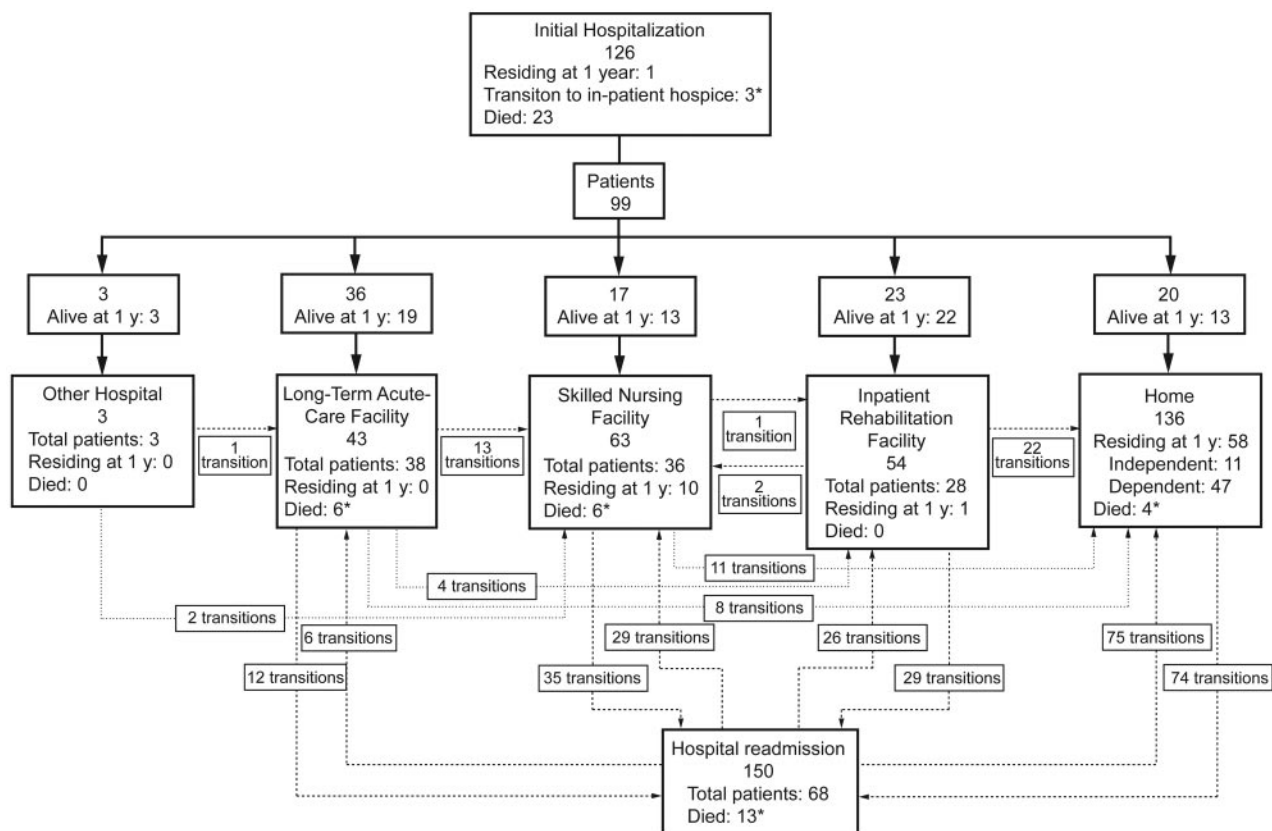 Initial Hospitalization
126
Residing at 1 year: 1
Transiton to in-patient hospice: 3*
Died: 23
Patients
99
3
Alive at 1 y: 3
36
Alive at 1 y: 19
17
Alive at 1 y: 13
23
Alive at 1 y: 22
20
Alive at 1 y: 13
Other Hospital
3
Total patients: 3
Residing at 1 y: 0
Died: 0
1
transition
Long-Term Acute-
Care Facility
43
Total patients: 38
Residing at 1 y: 0
Died: 6*
13
transitions
Skilled Nursing
Facility
63
Total patients: 36
Residing at 1 y: 10
Died: 6*
1
transition
2
transitions
Inpatient
Rehabilitation
Facility
54
Total patients: 28
Residing at 1 y: 1
Died: 0
22
transitions
Home
136
Residing at 1 y: 58
Independent: 11
Dependent: 47
Died: 4*
11 transitions
4 transitions
8 transitions
2 transitions
6 transitions
29 transitions
26 transitions
75 transitions
12 transitions
35 transitions
29 transitions
74 transitions
Hospital readmission
150
Total patients: 68
Died: 13*